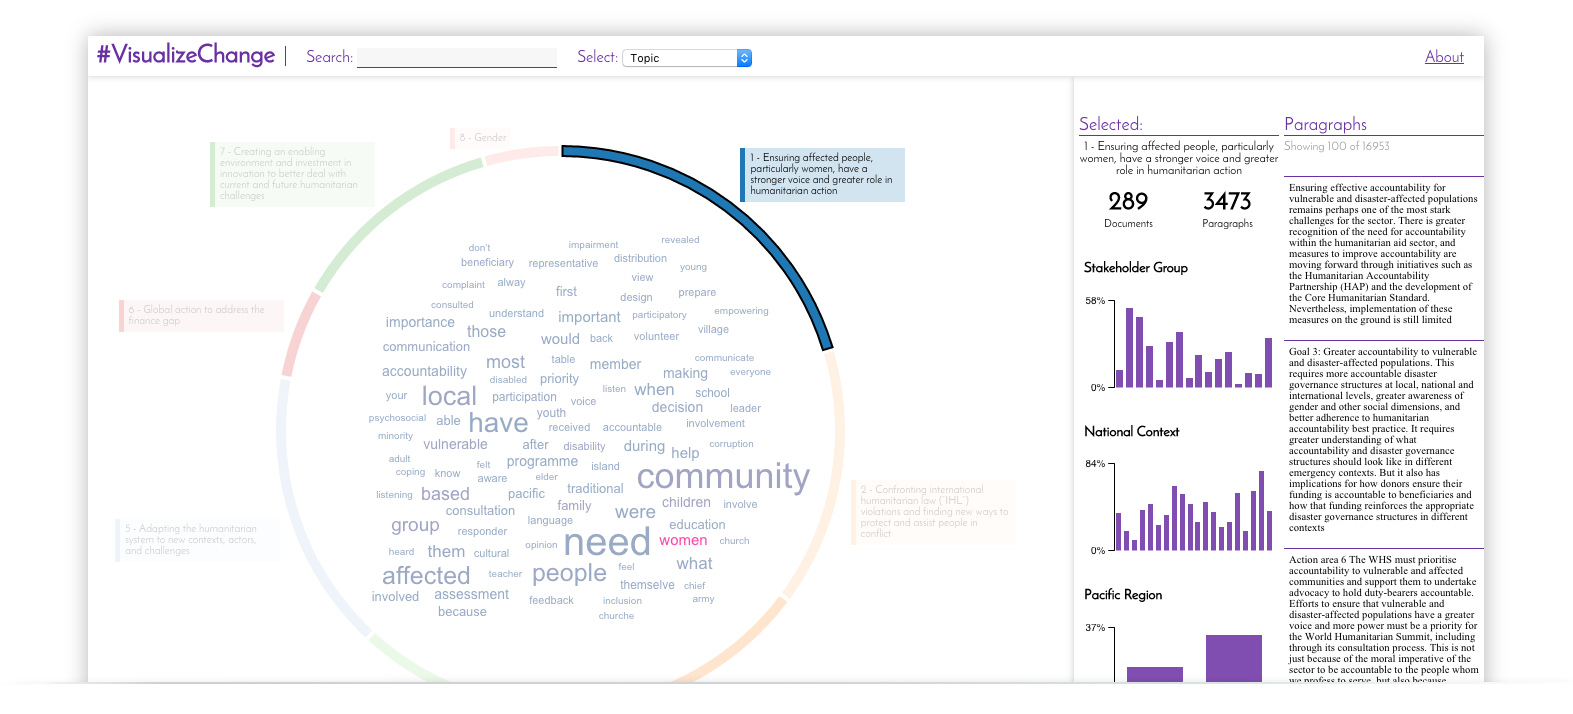 #VisualizeChange
Search:
Select:
Topic
About
8 - Gender
7 - Creating an enabling
environment and investment in
innovation to better deal with
current and future humanitarian
challenges
1 - Ensuring affected people,
particularly women, have a
stronger voice and greater role in
humanitarian action
6 - Global action to address the
finance gap
2 - Confronting international
humanitarian law ("IHL")
violations and finding new ways to
protect and assist people in
conflict
5 - Adapting the humanitarian
system to new contexts, actors,
and challenges
don't
impairment
revealed
beneficiary
representative
distribution
young
view
complaint
alway
first
design
prepare
consulted
understand
important
participatory
empowering
importance
those
would
back
volunteer
village
communication
most
table
member
communicate
accountability
disabled
priority
making
everyone
your
local
participation
listen
when
school
voice
psychosocial
able
have
youth
decision
leader
received
accountable
involvement
minority
vulnerable
after
disability
during
help
corruption
adult
felt
programme
island
coping
know
aware
elder
community
listening
based
pacific
traditional
children
involve
consultation
family
were
group
responder
language
education
heard
them
cultural
opinion
need
women
church
affected
teacher
people
feel
what
themselve
chief
involved
assessment
feedback
inclusion
army
because
churche
Selected:
1 - Ensuring affected people, particularly
women, have a stronger voice and greater
role in humanitarian action
289
3473
Documents
Paragraphs
Stakeholder Group
58%
0%
National Context
84%
0%
Pacific Region
37%
Paragraphs
Showing 100 of 16953
Ensuring effective accountability for
vulnerable and disaster-affected populations
remains perhaps one of the most stark
challenges for the sector. There is greater
recognition of the need for accountability
within the humanitarian aid sector, and
measures to improve accountability are
moving forward through initiatives such as
the Humanitarian Accountability
Partnership (HAP) and the development of
the Core Humanitarian Standard.
Nevertheless, implementation of these
measures on the ground is still limited
Goal 3: Greater accountability to vulnerable
and disaster-affected populations. This
requires more accountable disaster
governance structures at local, national and
international levels, greater awareness of
gender and other social dimensions, and
better adherence to humanitarian
accountability best practice. It requires
greater understanding of what
accountability and disaster governance
structures should look like in different
emergency contexts. But it also has
implications for how donors ensure their
funding is accountable to beneficiaries and
how that funding reinforces the appropriate
disaster governance structures in different
contexts
Action area 6 The WHS must prioritise
accountability to vulnerable and affected
communities and support them to undertake
advocacy to hold duty-bearers accountable.
Efforts to ensure that vulnerable and
disaster-affected populations have a greater
voice and more power must be a priority for
the World Humanitarian Summit, including
through its consultation process. This is not
just because of the moral imperative of the
sector to be accountable to the people whom
we profess to serve, but also because